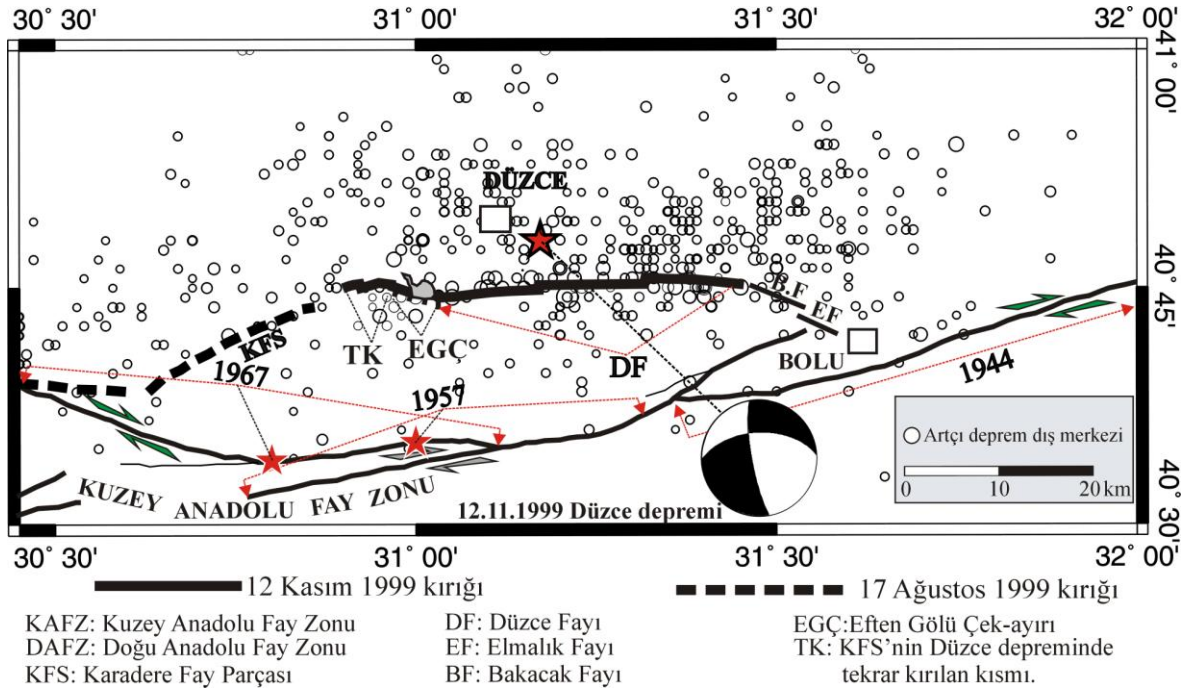 30˚ 30' 31˚ 00' 31˚ 30' 32˚ 00'
41˚ 00'
DÜZCE
40˚ 45'
B.F
EF
KFS
TK
EGÇ°
DF
BOLU
1967
1957
1944
Artçı deprem dış merkezi
0 10 20 km
KUZEY ANADOLU FAY ZONU
12.11.1999 Düzce depremi
40˚ 30'
30˚ 30' 31˚ 00' 31˚ 30' 32˚ 00'
12 Kasım 1999 kırığı
17 Ağustos 1999 kırığı
KAFZ: Kuzey Anadolu Fay Zonu
DAFZ: Doğu Anadolu Fay Zonu
KFS: Karadere Fay Parçası
DF: Düzce Fayı
EF: Elmalık Fayı
BF: Bakacak Fayı
EGÇ:Eften Gölü Çek-ayırı
TK: KFS'nin Düzce depreminde
tekrar kırılan kısmı.